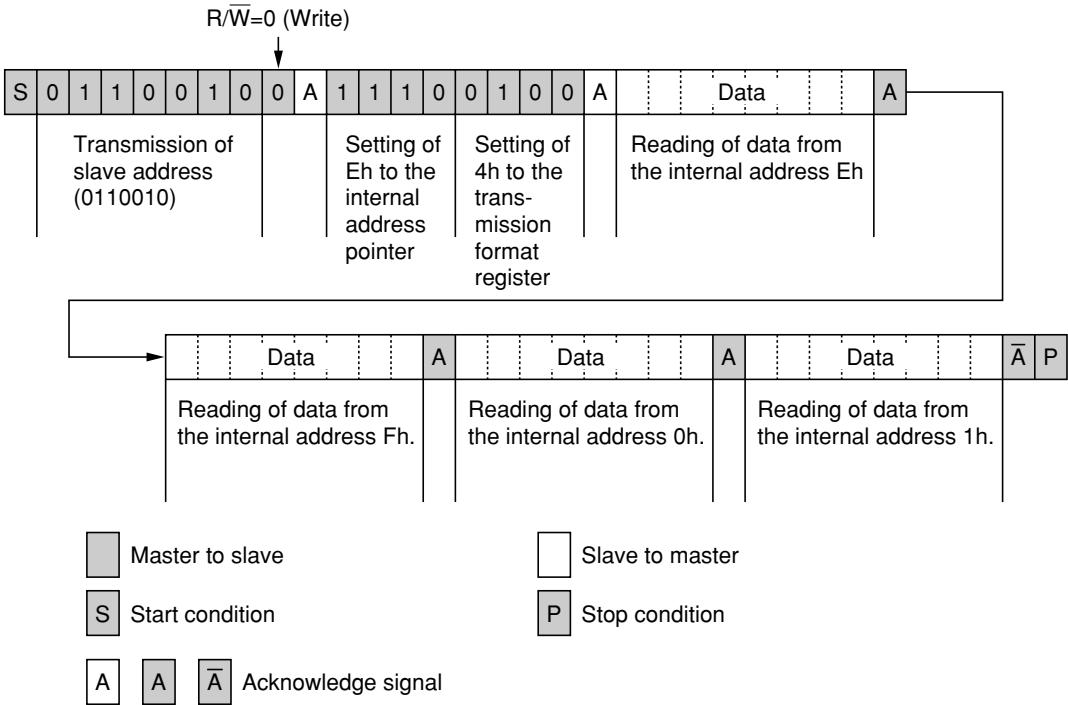 R/W̅=0 (Write)
S 0 1 1 0 0 1 0 0 A 1 1 1 0 0 1 0 0 A Data A
Transmission of
slave address
(0110010)
Setting of
Eh to the
internal
address
pointer
Setting of
4h to the
trans-
mission
format
register
Reading of data from
the internal address Eh
Data A Data A Data A̅ P
Reading of data from
the internal address Fh.
Reading of data from
the internal address 0h.
Reading of data from
the internal address 1h.
Master to slave
Slave to master
S Start condition
P Stop condition
A A A̅ Acknowledge signal